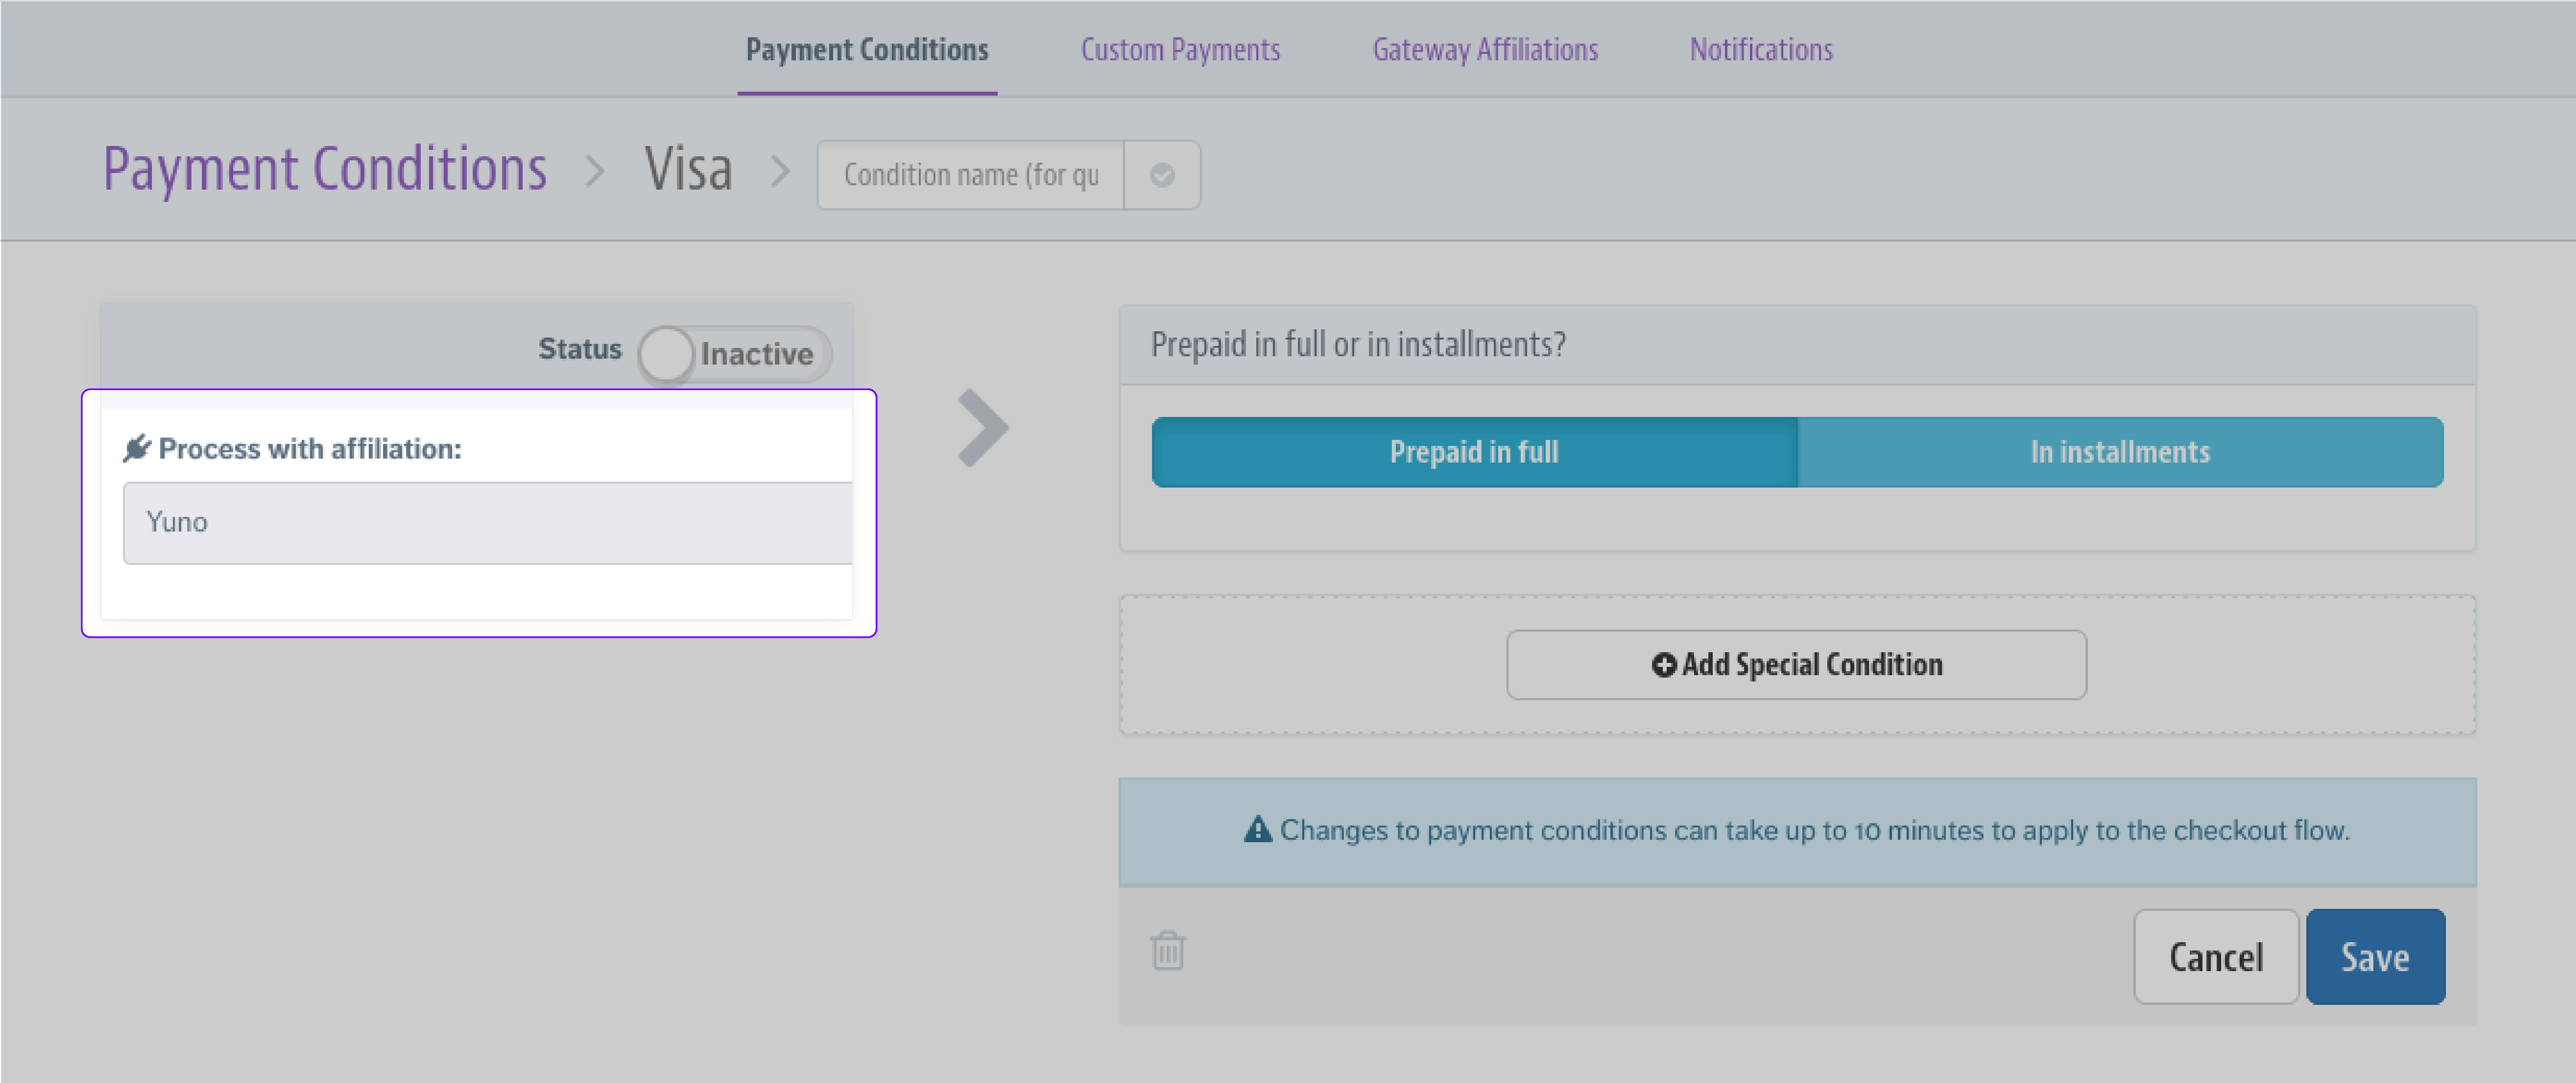 Payment Conditions Custom Payments Gateway Affiliations Notifications
Payment Conditions > Visa > Condition name (for qu
Status Inactive
Process with affiliation:
Yuno
Prepaid in full or in installments?
Prepaid in full In installments
Add Special Condition
Changes to payment conditions can take up to 10 minutes to apply to the checkout flow.
Cancel Save